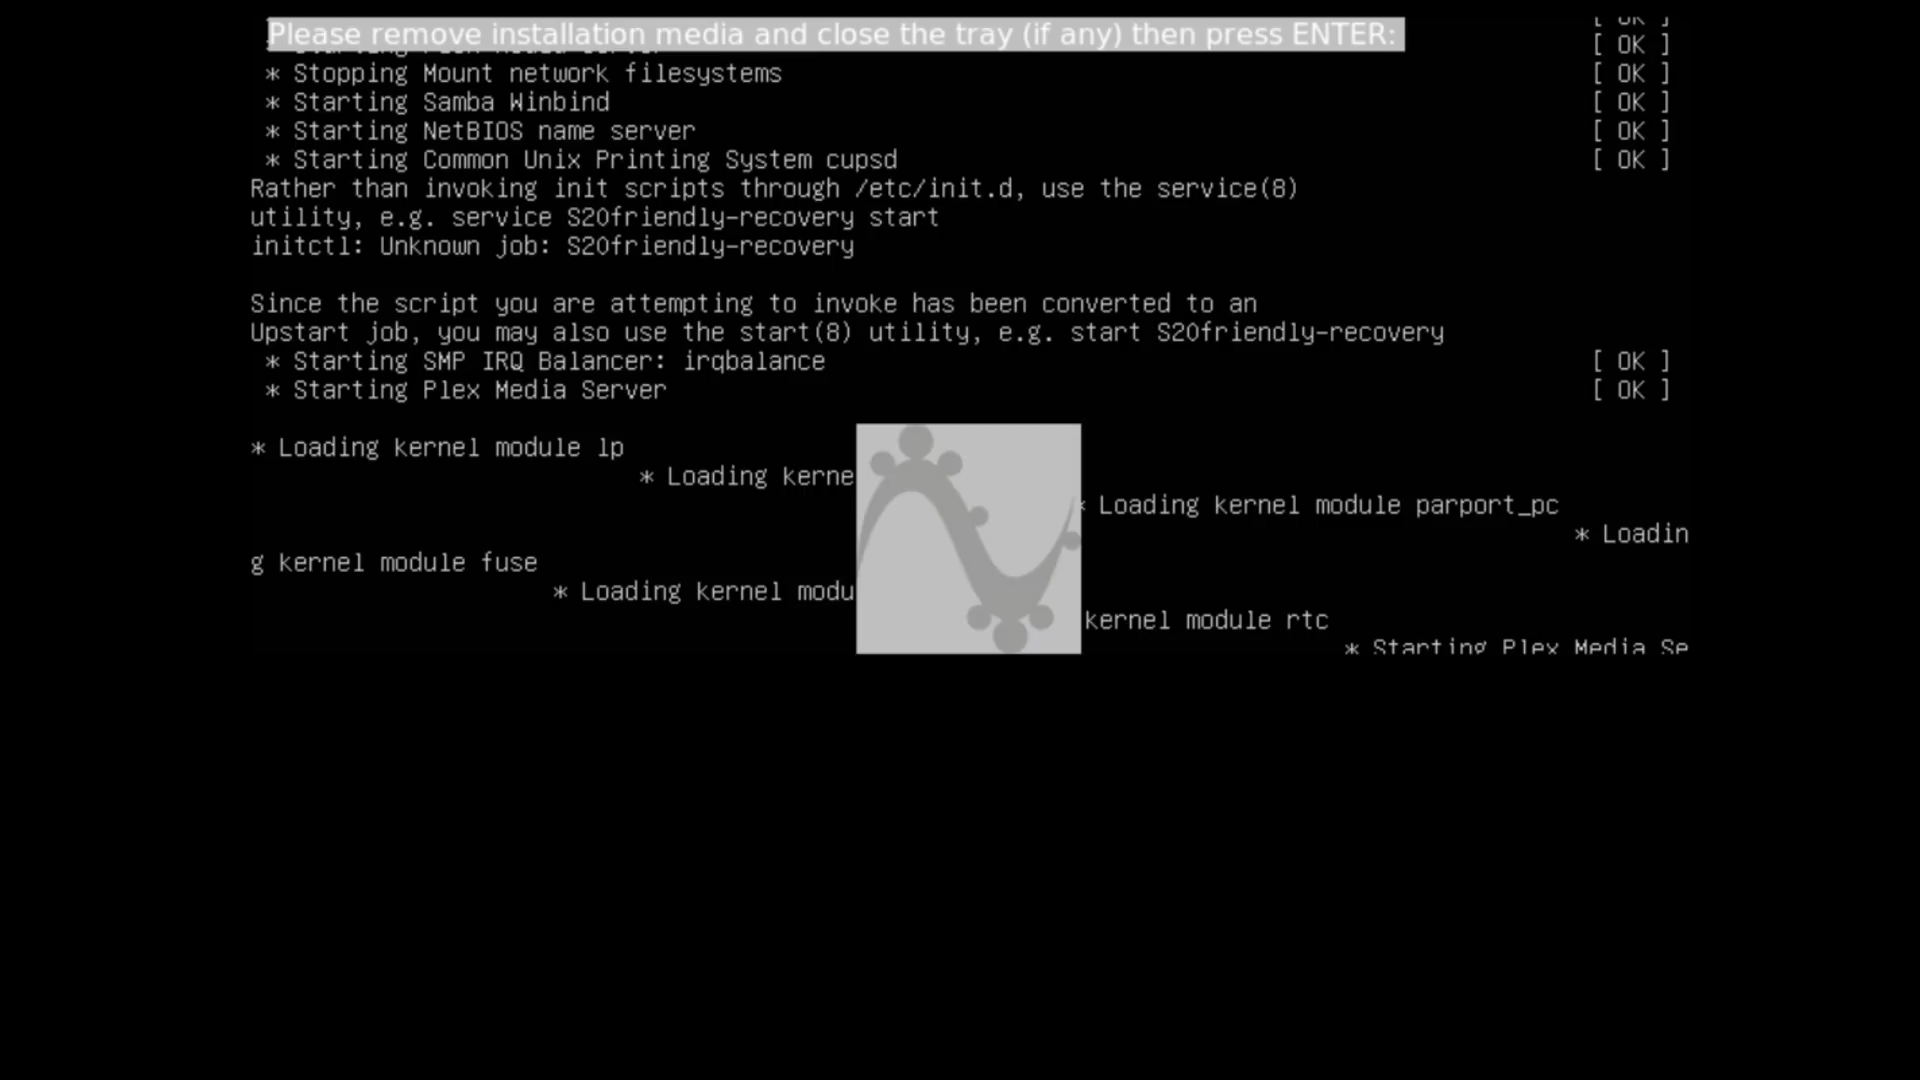 Please remove installation media and close the tray (if any) then press ENTER:
[ OK ]
[ OK ]
* Stopping Mount network filesystems [ OK ]
* Starting Samba Winbind [ OK ]
* Starting NetBIOS name server [ OK ]
* Starting Common Unix Printing System cupsd [ OK ]
Rather than invoking init scripts through /etc/init.d, use the service(8)
utility, e.g. service S20friendly-recovery start
initctl: Unknown job: S20friendly-recovery
Since the script you are attempting to invoke has been converted to an
Upstart job, you may also use the start(8) utility, e.g. start S20friendly-recovery
* Starting SMP IRQ Balancer: irqbalance [ OK ]
* Starting Plex Media Server [ OK ]
* Loading kernel module lp
* Loading kerne
* Loading kernel module parport_pc
* Loadin
g kernel module fuse
* Loading kernel modu
kernel module rtc
* Starting Plex Media Se